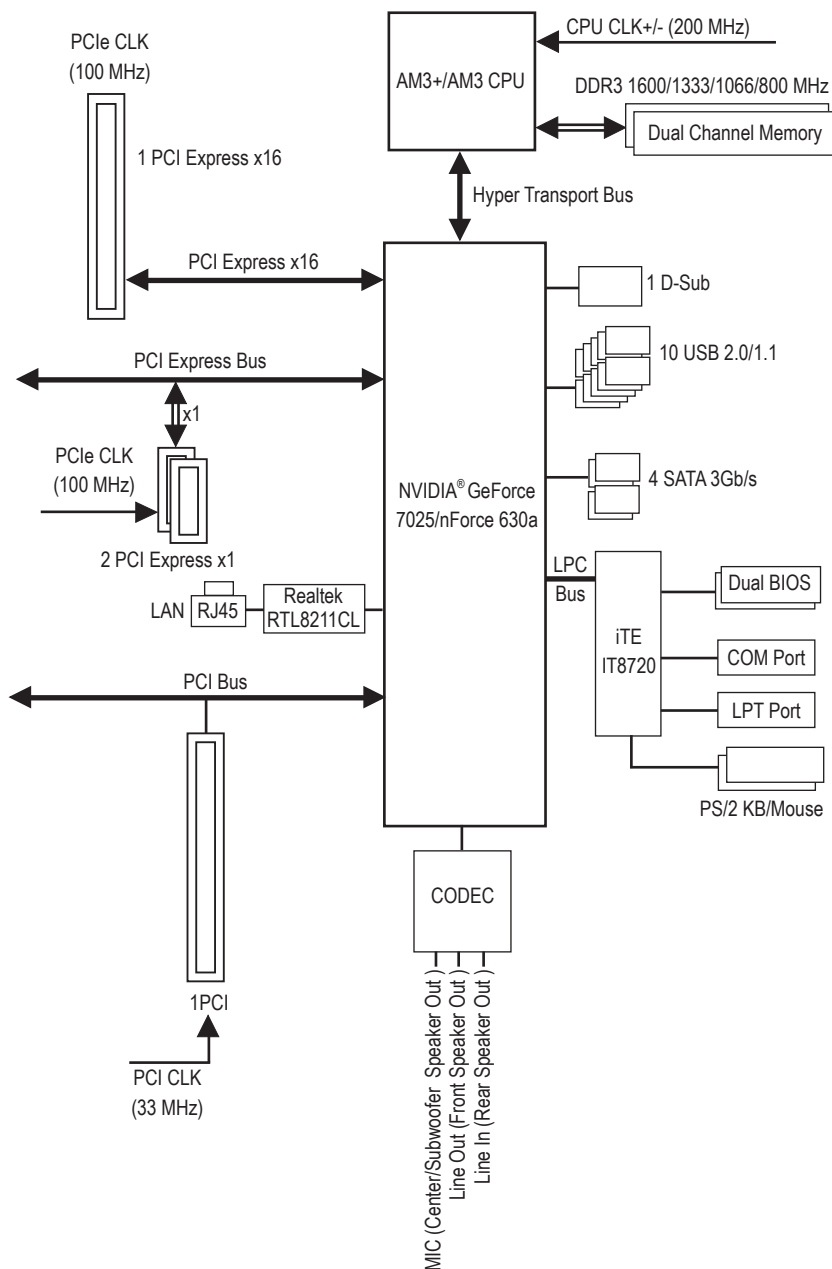 PCIe CLK
(100 MHz)
1 PCI Express x16
AM3+/AM3 CPU
CPU CLK+/- (200 MHz)
DDR3 1600/1333/1066/800 MHz
Dual Channel Memory
Hyper Transport Bus
PCI Express x16
PCI Express Bus
x1
PCIe CLK
(100 MHz)
2 PCI Express x1
LAN
RJ45
Realtek
RTL8211CL
PCI Bus
1PCI
PCI CLK
(33 MHz)
NVIDIA® GeForce
7025/nForce 630a
1 D-Sub
10 USB 2.0/1.1
4 SATA 3Gb/s
LPC
Bus
iTE
IT8720
Dual BIOS
COM Port
LPT Port
PS/2 KB/Mouse
CODEC
MIC (Center/Subwoofer Speaker Out )
Line Out (Front Speaker Out )
Line In (Rear Speaker Out )